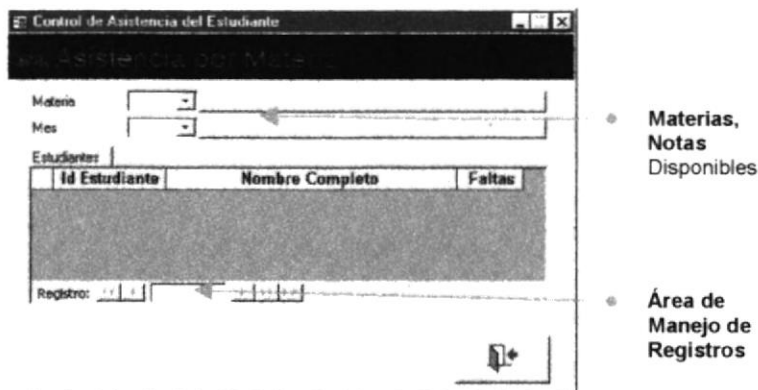 Control de Asistencia del Estudiante
Asistencia por Materia
Materia
Mes
Estudiantes
Id Estudiante Nombre Completo Faltas
Registro:
Materias,
Notas
Disponibles
Área de
Manejo de
Registros